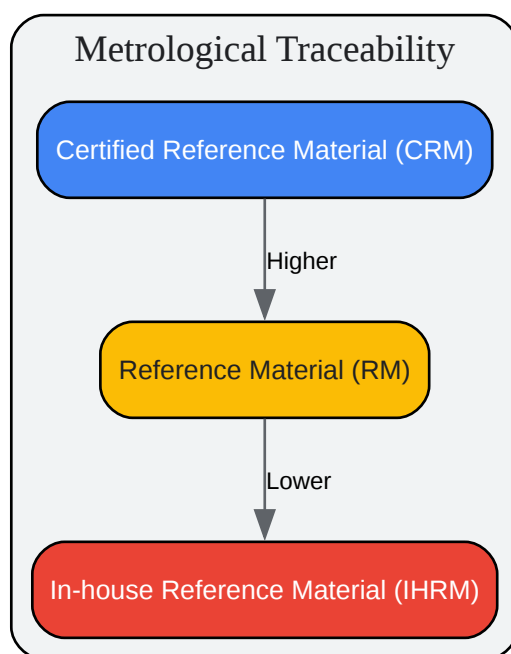 Metrological Traceability
Certified Reference Material (CRM)
Higher
Reference Material (RM)
Lower
In-house Reference Material (IHRM)